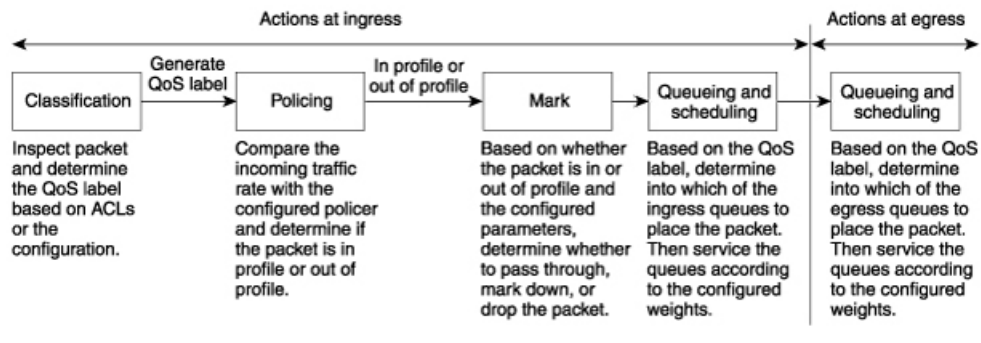 Actions at ingress
Actions at egress
Generate
QoS label
In profile or
out of profile
Classification
Policing
Mark
Queueing and
scheduling
Queueing and
scheduling
Inspect packet
and determine
the QoS label
based on ACLs
or the
configuration.
Compare the
incoming traffic
rate with the
configured policer
and determine if
the packet is in
profile or out of
profile.
Based on whether
the packet is in or
out of profile and
the configured
parameters,
determine whether
to pass through,
mark down, or
drop the packet.
Based on the QoS
label, determine
into which of the
ingress queues to
place the packet.
Then service the
queues according
to the configured
weights.
Based on the QoS
label, determine
into which of the
egress queues to
place the packet.
Then service the
queues according
to the configured
weights.